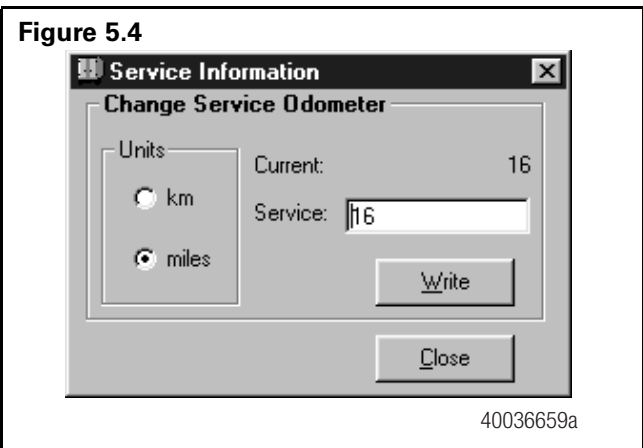 Figure 5.4
Service Information
Change Service Odometer
Units
km
miles
Current: 16
Service: 16
Write
Close
40036659a